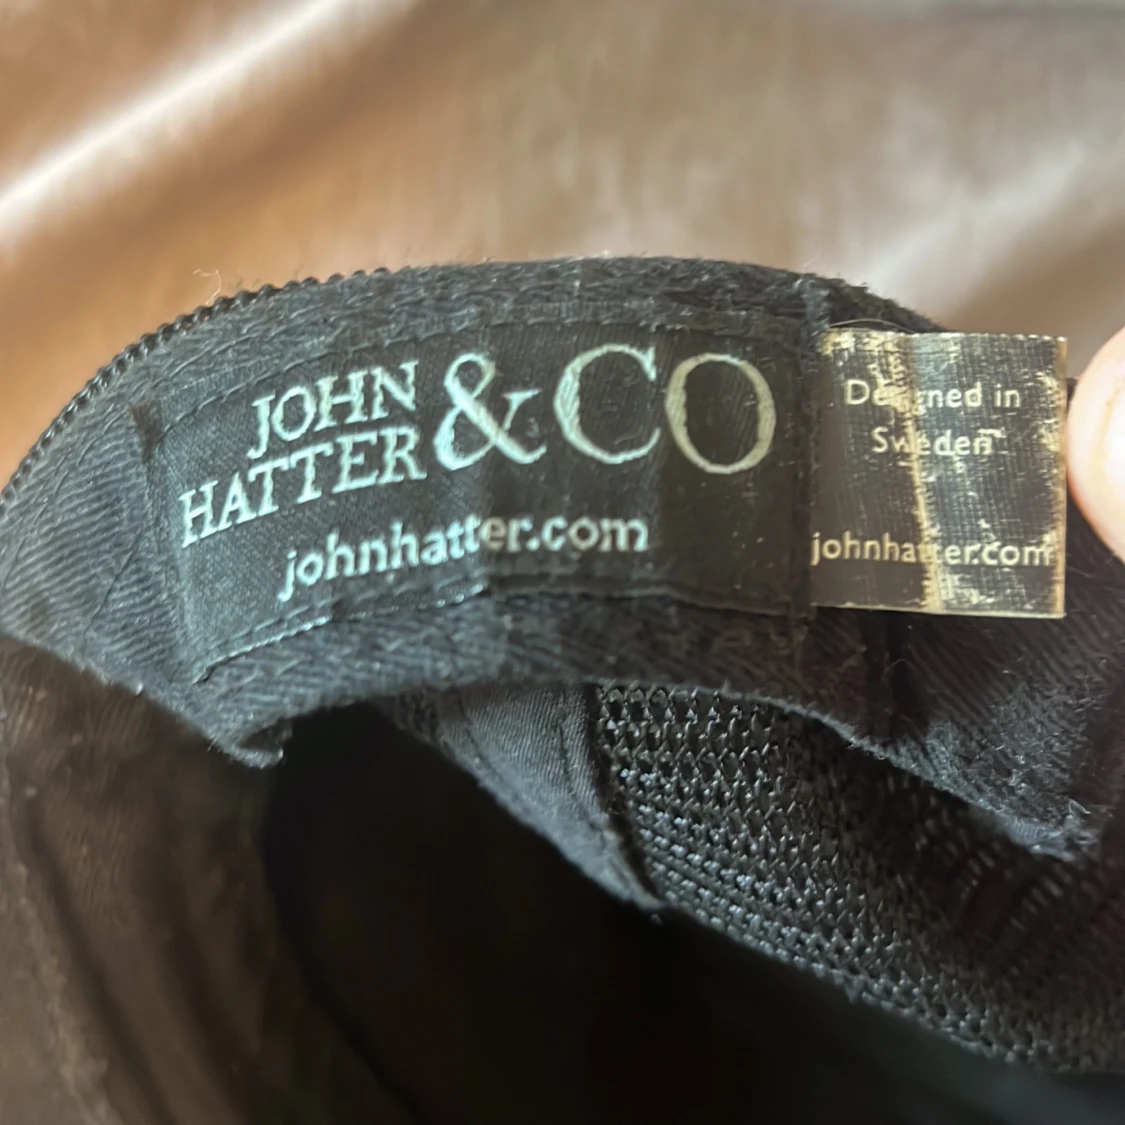 JOHN
HATTER & CO
johnhatter.com
Designed in
Sweden
johnhatter.com